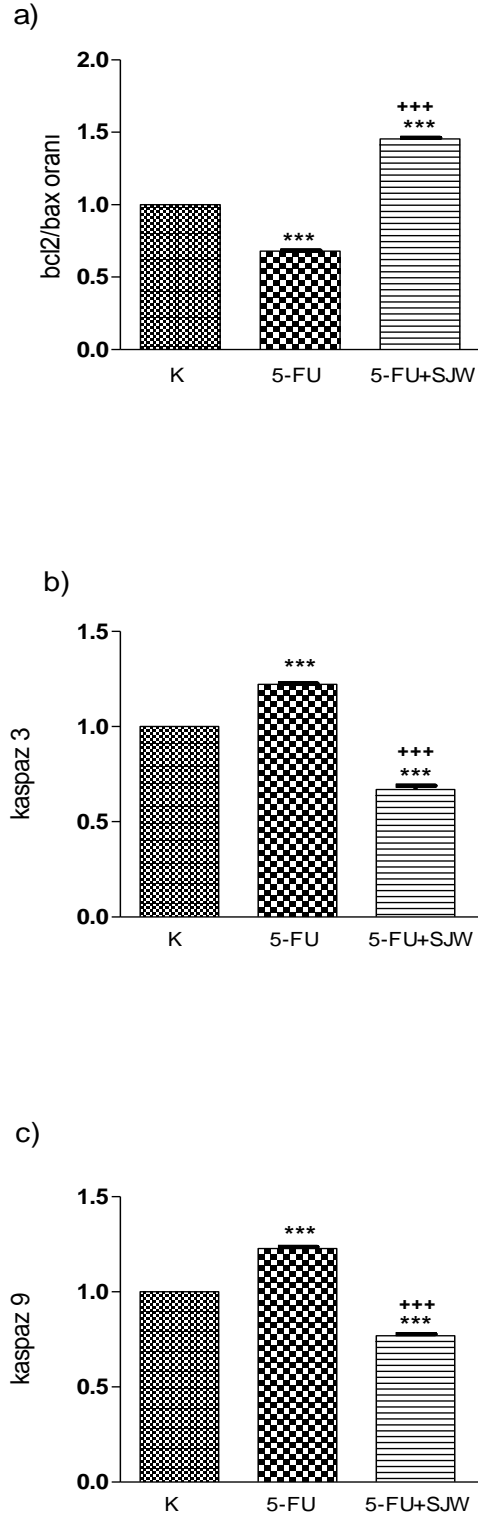 a)
2.0
1.5
1.0
0.5
0.0
bcl2/bax oranı
***
+++
***
K 5-FU 5-FU+SJW
b)
1.5
1.0
0.5
0.0
kaspaz 3
***
+++
***
K 5-FU 5-FU+SJW
c)
1.5
1.0
0.5
0.0
kaspaz 9
***
+++
***
K 5-FU 5-FU+SJW